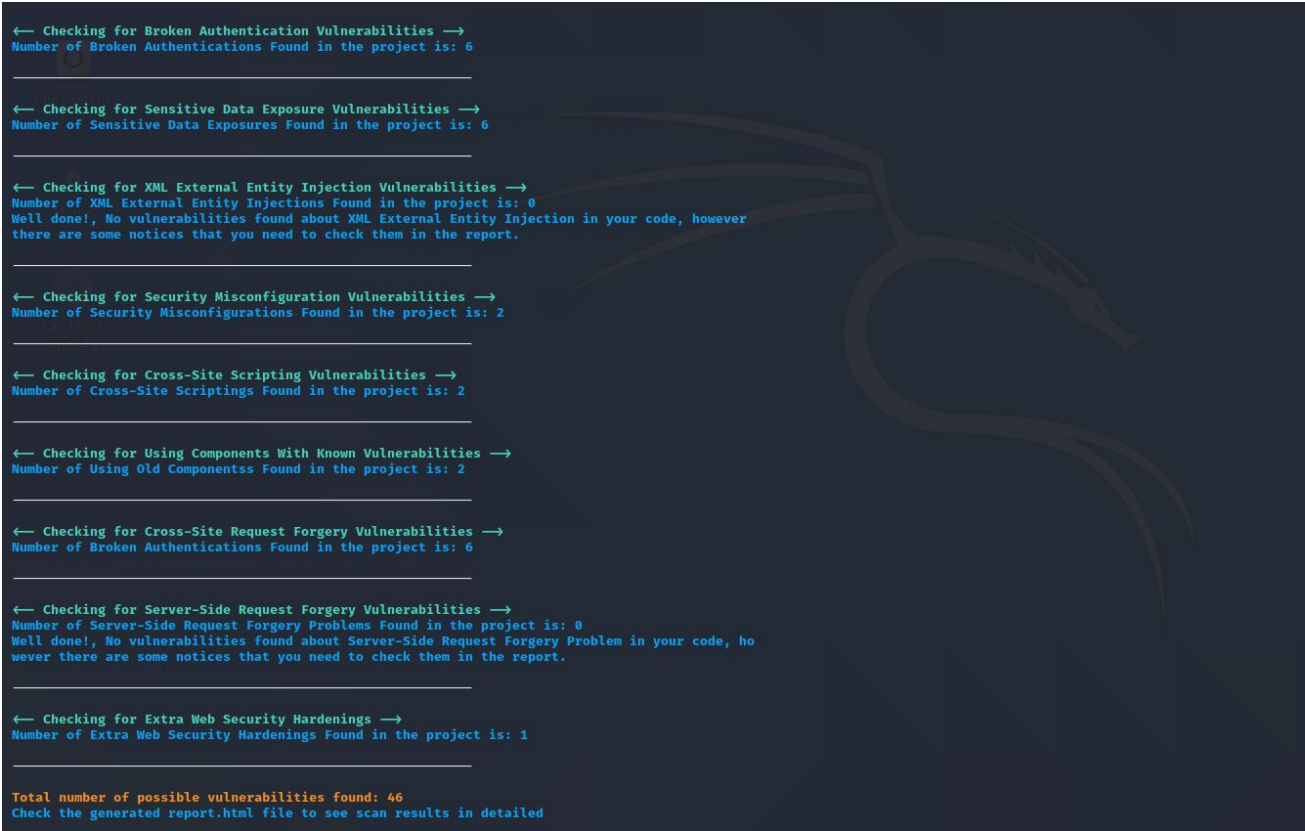 <— Checking for Broken Authentication Vulnerabilities —>
Number of Broken Authentications Found in the project is: 6
<— Checking for Sensitive Data Exposure Vulnerabilities —>
Number of Sensitive Data Exposures Found in the project is: 6
<— Checking for XML External Entity Injection Vulnerabilities —>
Number of XML External Entity Injections Found in the project is: 0
Well done!, No vulnerabilities found about XML External Entity Injection in your code, however
there are some notices that you need to check them in the report.
<— Checking for Security Misconfiguration Vulnerabilities —>
Number of Security Misconfigurations Found in the project is: 2
<— Checking for Cross-Site Scripting Vulnerabilities —>
Number of Cross-Site Scriptings Found in the project is: 2
<— Checking for Using Components With Known Vulnerabilities —>
Number of Using Old Componentss Found in the project is: 2
<— Checking for Cross-Site Request Forgery Vulnerabilities —>
Number of Broken Authentications Found in the project is: 6
<— Checking for Server-Side Request Forgery Vulnerabilities —>
Number of Server-Side Request Forgery Problems Found in the project is: 0
Well done!, No vulnerabilities found about Server-Side Request Forgery Problem in your code, ho
wever there are some notices that you need to check them in the report.
<— Checking for Extra Web Security Hardenings —>
Number of Extra Web Security Hardenings Found in the project is: 1
Total number of possible vulnerabilities found: 46
Check the generated report.html file to see scan results in detailed